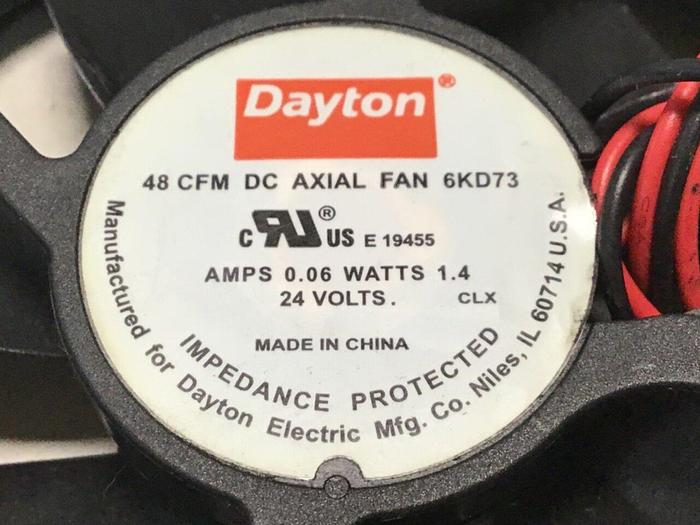 Dayton®
48 CFM DC AXIAL FAN 6KD73
c RU® US E 19455
AMPS 0.06 WATTS 1.4
24 VOLTS. CLX
MADE IN CHINA
IMPEDANCE PROTECTED
Manufactured for Dayton Electric Mfg. Co. Niles, IL 60714 U.S.A.